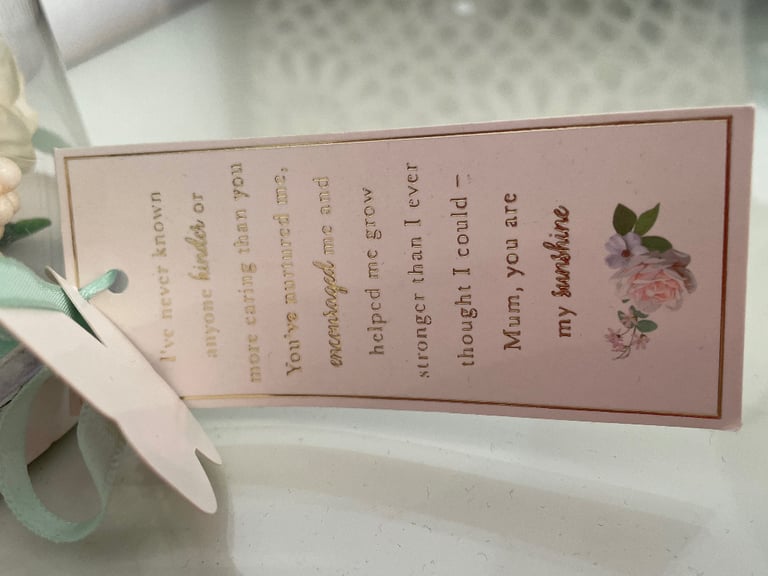 I've never known
anyone kinder or
more caring than you
You've nurtured me,
encouraged me and
helped me grow
stronger than I ever
thought I could –
Mum, you are
my sunshine